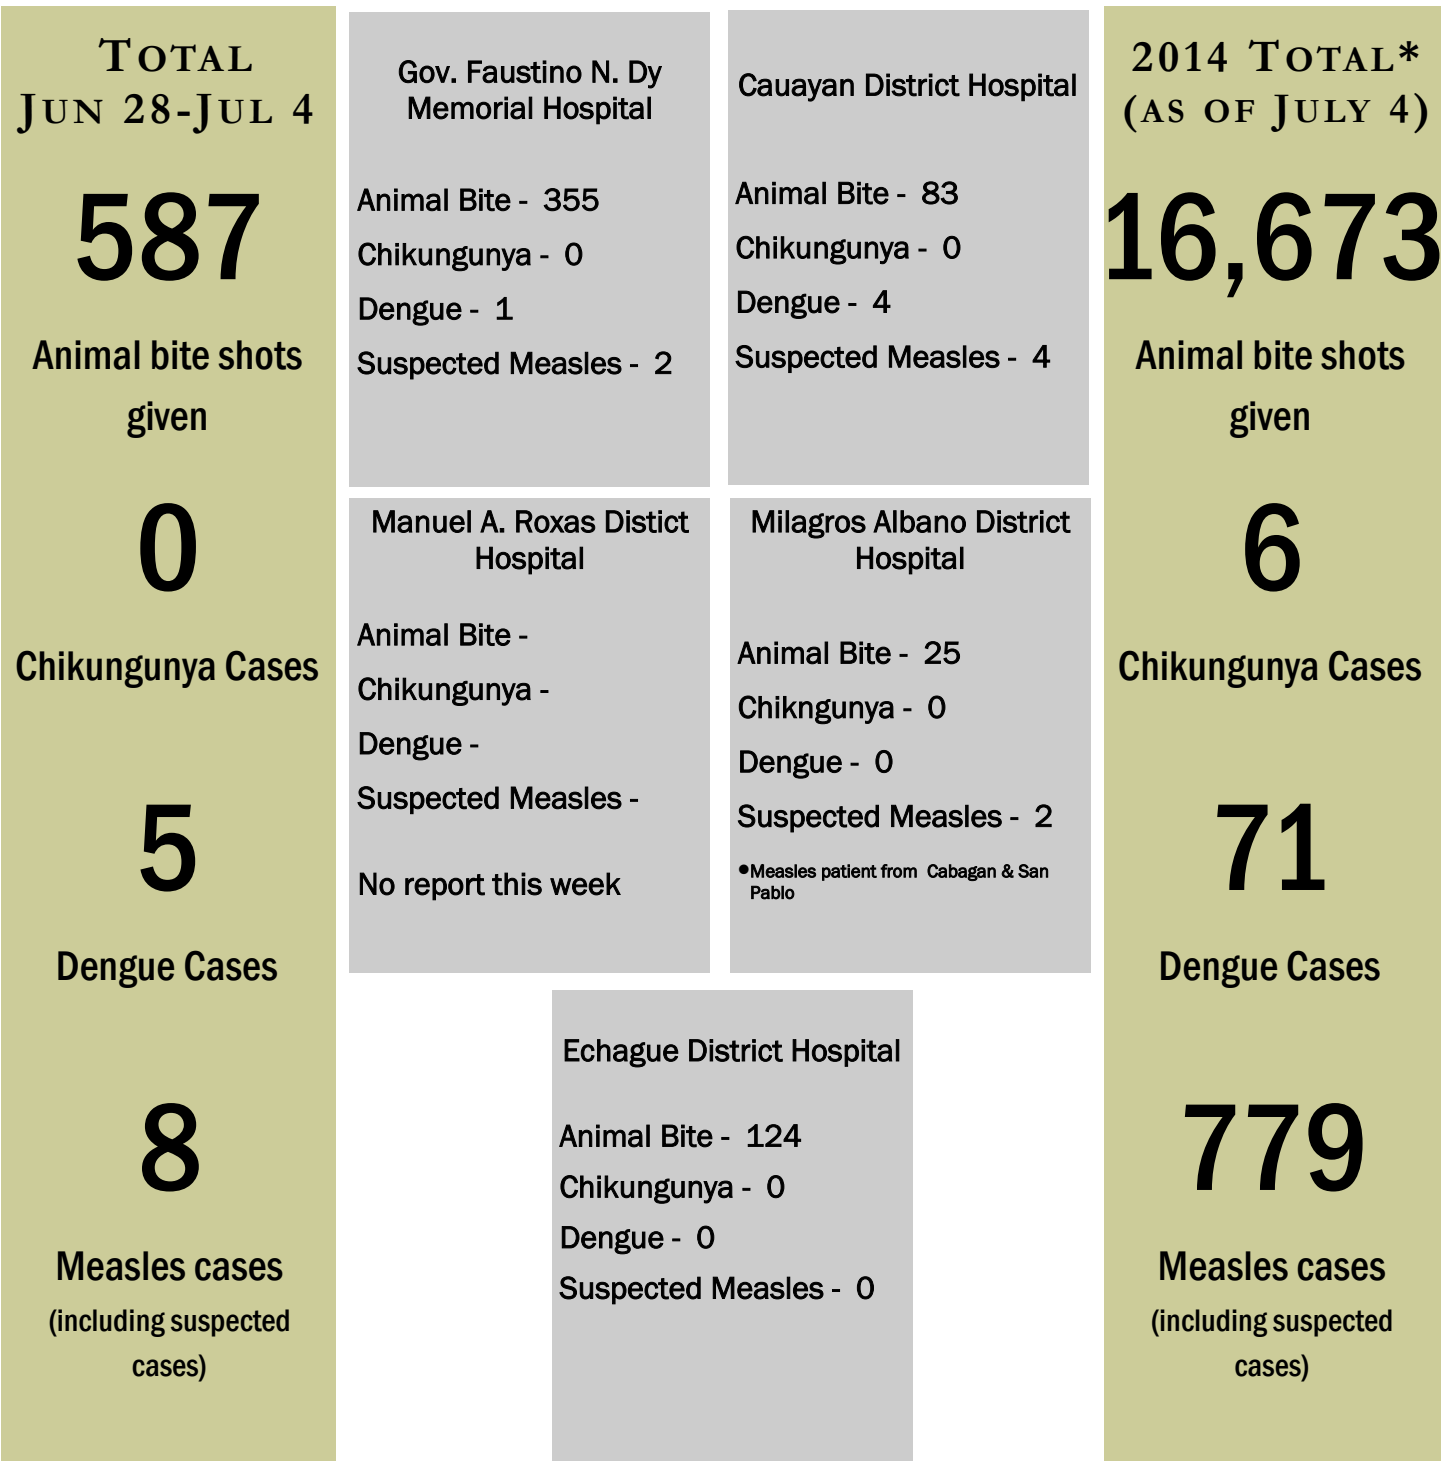 TOTAL
JUN 28-JUL 4
587
Animal bite shots
given
0
Chikungunya Cases
5
Dengue Cases
8
Measles cases
(including suspected
cases)
Gov. Faustino N. Dy
Memorial Hospital
Animal Bite - 355
Chikungunya - 0
Dengue - 1
Suspected Measles - 2
Cauayan District Hospital
Animal Bite - 83
Chikungunya - 0
Dengue - 4
Suspected Measles - 4
Manuel A. Roxas Distict
Hospital
Animal Bite -
Chikungunya -
Dengue -
Suspected Measles -
No report this week
Milagros Albano District
Hospital
Animal Bite - 25
Chikngunya - 0
Dengue - 0
Suspected Measles - 2
•Measles patient from Cabagan & San
Pablo
Echague District Hospital
Animal Bite - 124
Chikungunya - 0
Dengue - 0
Suspected Measles - 0
2014 TOTAL*
(AS OF JULY 4)
16,673
Animal bite shots
given
6
Chikungunya Cases
71
Dengue Cases
779
Measles cases
(including suspected
cases)